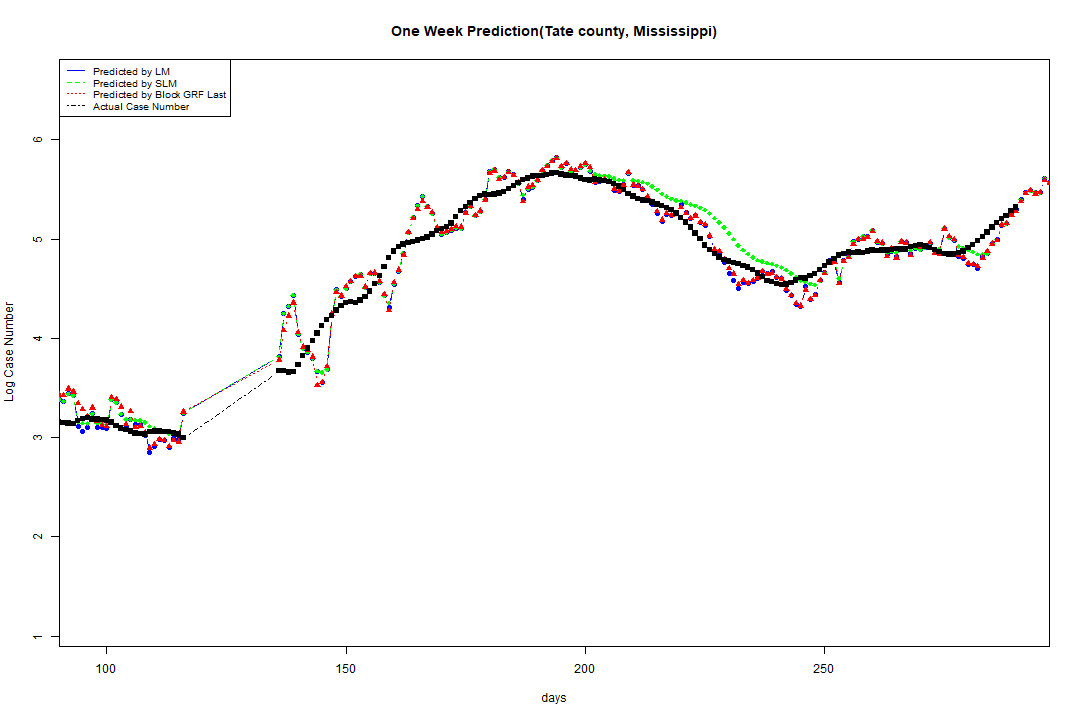 One Week Prediction(Tate county, Mississippi)
Predicted by LM
Predicted by SLM
Predicted by Block GRF Last
Actual Case Number
6
5
4
3
2
1
Log Case Number
100 150 200 250
days